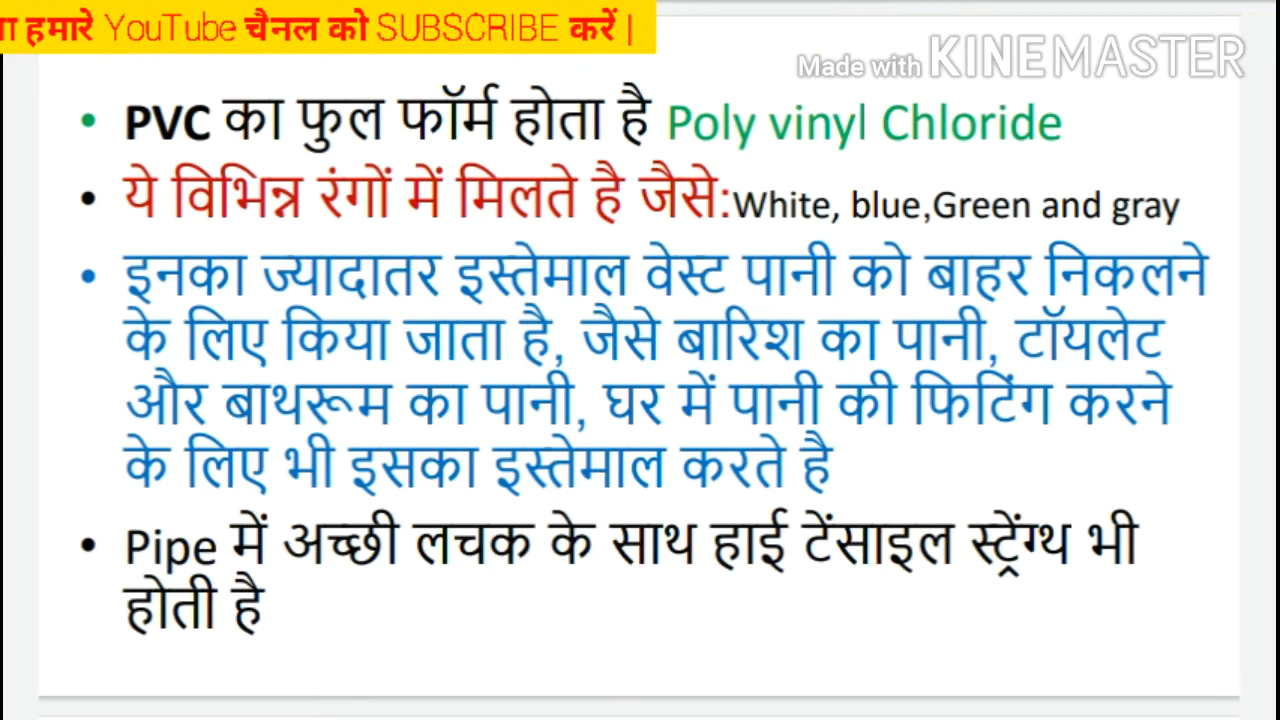 हमारे YouTube चैनल को SUBSCRIBE करें |
Made with KINEMASTER
• PVC का फुल फॉर्म होता है Poly vinyl Chloride
• ये विभिन्न रंगों में मिलते है जैसे:White, blue,Green and gray
• इनका ज्यादातर इस्तेमाल वेस्ट पानी को बाहर निकलने
के लिए किया जाता है, जैसे बारिश का पानी, टॉयलेट
और बाथरूम का पानी, घर में पानी की फिटिंग करने
के लिए भी इसका इस्तेमाल करते है
• Pipe में अच्छी लचक के साथ हाई टेंसाइल स्ट्रेंग्थ भी
होती है